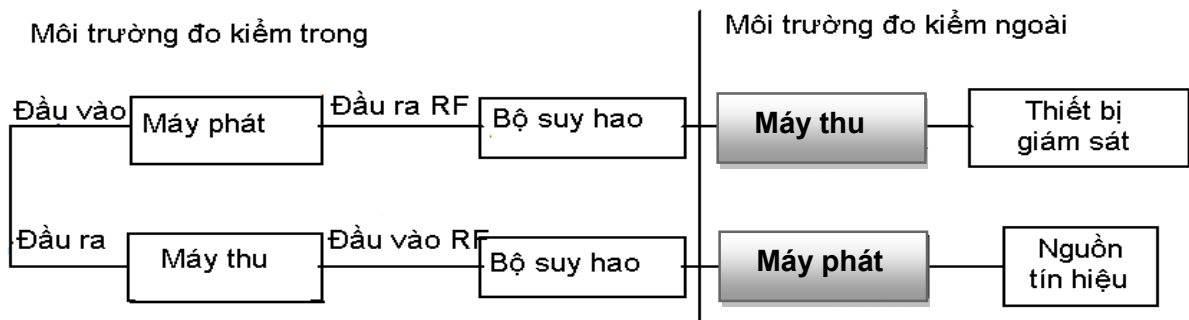 Môi trường đo kiểm trong
Môi trường đo kiểm ngoài
Đầu vào
Máy phát
Đầu ra RF
Bộ suy hao
Máy thu
Thiết bị
giám sát
Đầu ra
Máy thu
Đầu vào RF
Bộ suy hao
Máy phát
Nguồn
tín hiệu